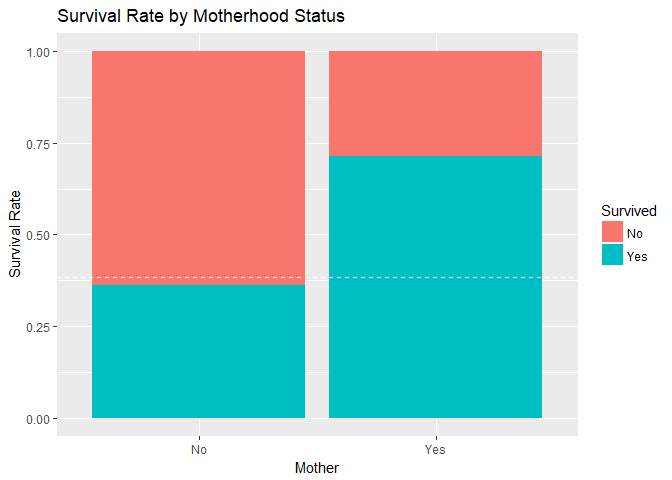 Survival Rate by Motherhood Status
1.00
0.75
0.50
0.25
0.00
Survival Rate
No
Yes
Mother
Survived
No
Yes